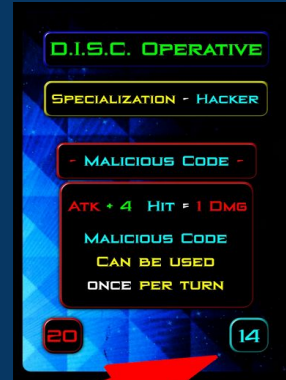 D.I.S.C. Operative
Specialization - Hacker
- Malicious Code -
Atk + 4 Hit = 1 Dmg
Malicious Code
Can be used
once per turn
20
14